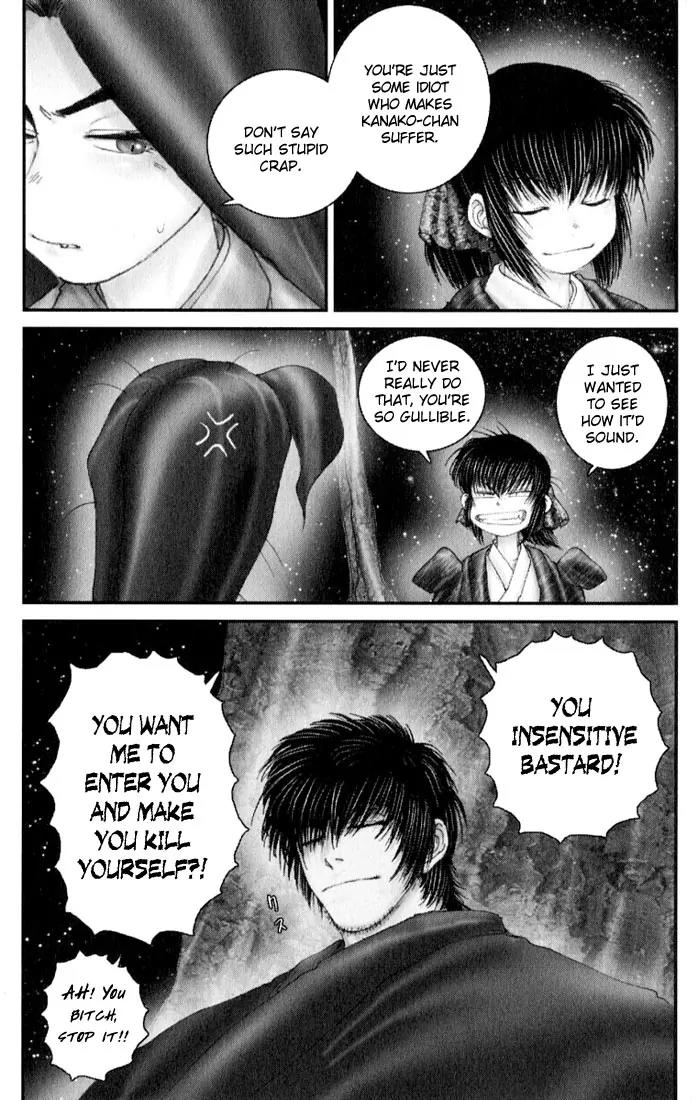 YOU'RE JUST
SOME IDIOT
WHO MAKES
KANAKO-CHAN
SUFFER.
DON'T SAY
SUCH STUPID
CRAP.
I JUST
WANTED
TO SEE
HOW IT'D
SOUND.
I'D NEVER
REALLY DO
THAT, YOU'RE
SO GULLIBLE.
YOU
INSENSITIVE
BASTARD!
YOU WANT
ME TO
ENTER YOU
AND MAKE
YOU KILL
YOURSELF?!
クス
AH! YOU
BITCH,
STOP IT!!